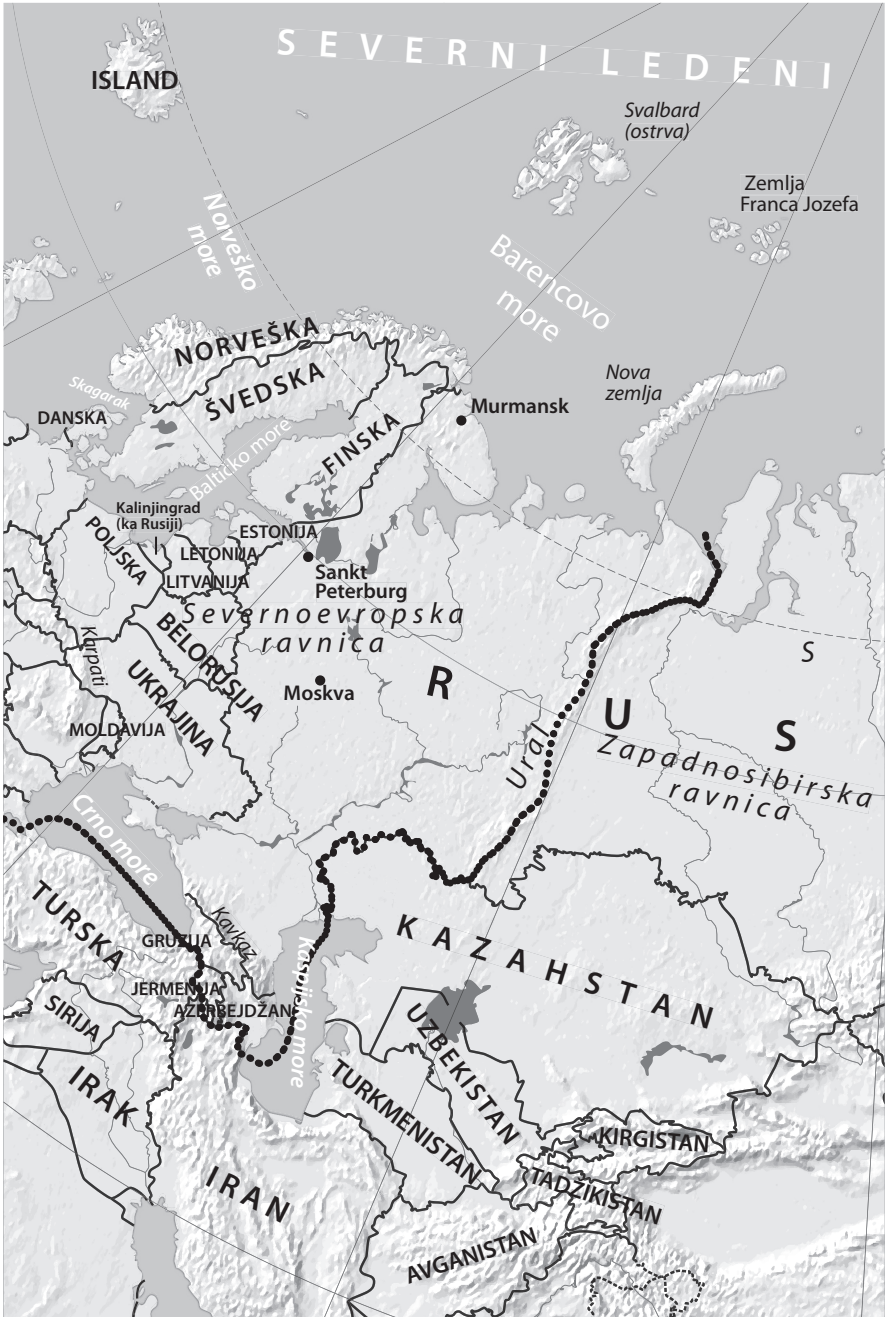 SEVERNI LEDENI
ISLAND
Svalbard
(ostrva)
Zemlja
Franca Jozefa
Norveško
more
Barencovo
more
NORVEŠKA
ŠVEDSKA
Nova
zemlja
Skagarak
DANSKA
Murmansk
FINSKA
Baltičko more
Kalinjingrad
(ka Rusiji)
ESTONIJA
POLJSKA
LETONIJA
LITVANIJA
Sankt
Peterburg
Severnoevropska
ravnica
BELORUSIJA
Karpati
UKRAJINA
Moskva
MOLDAVIJA
R U S
S
Ural
Zapadnosibirska
ravnica
Crno more
TURSKA
Kavkaz
GRUZIJA
JERMENIJA
AZERBEJDŽAN
Kaspijsko more
KAZAHSTAN
SIRIJA
IRAK
UZBEKISTAN
TURKMENISTAN
KIRGISTAN
TADŽIKISTAN
IRAN
AVGANISTAN